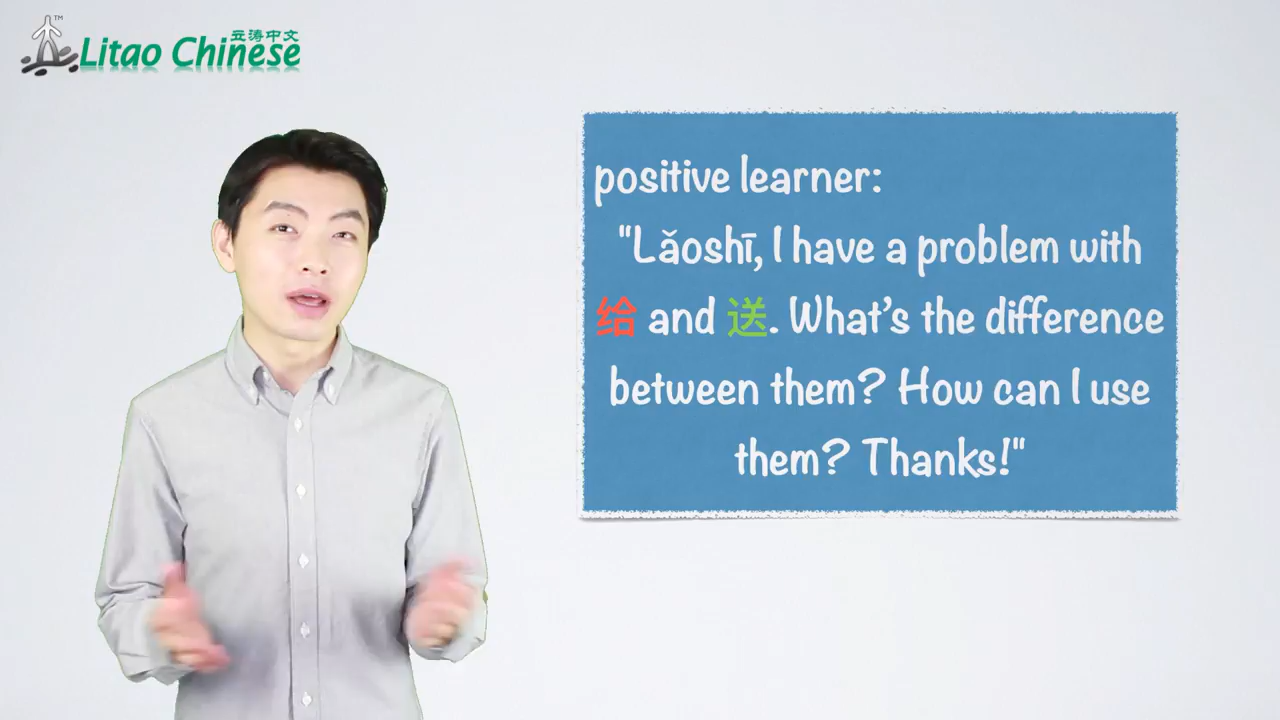 立涛中文
Litao Chinese
TM
positive learner:
"Lǎoshī, I have a problem with
给 and 送. What's the difference
between them? How can I use
them? Thanks!"